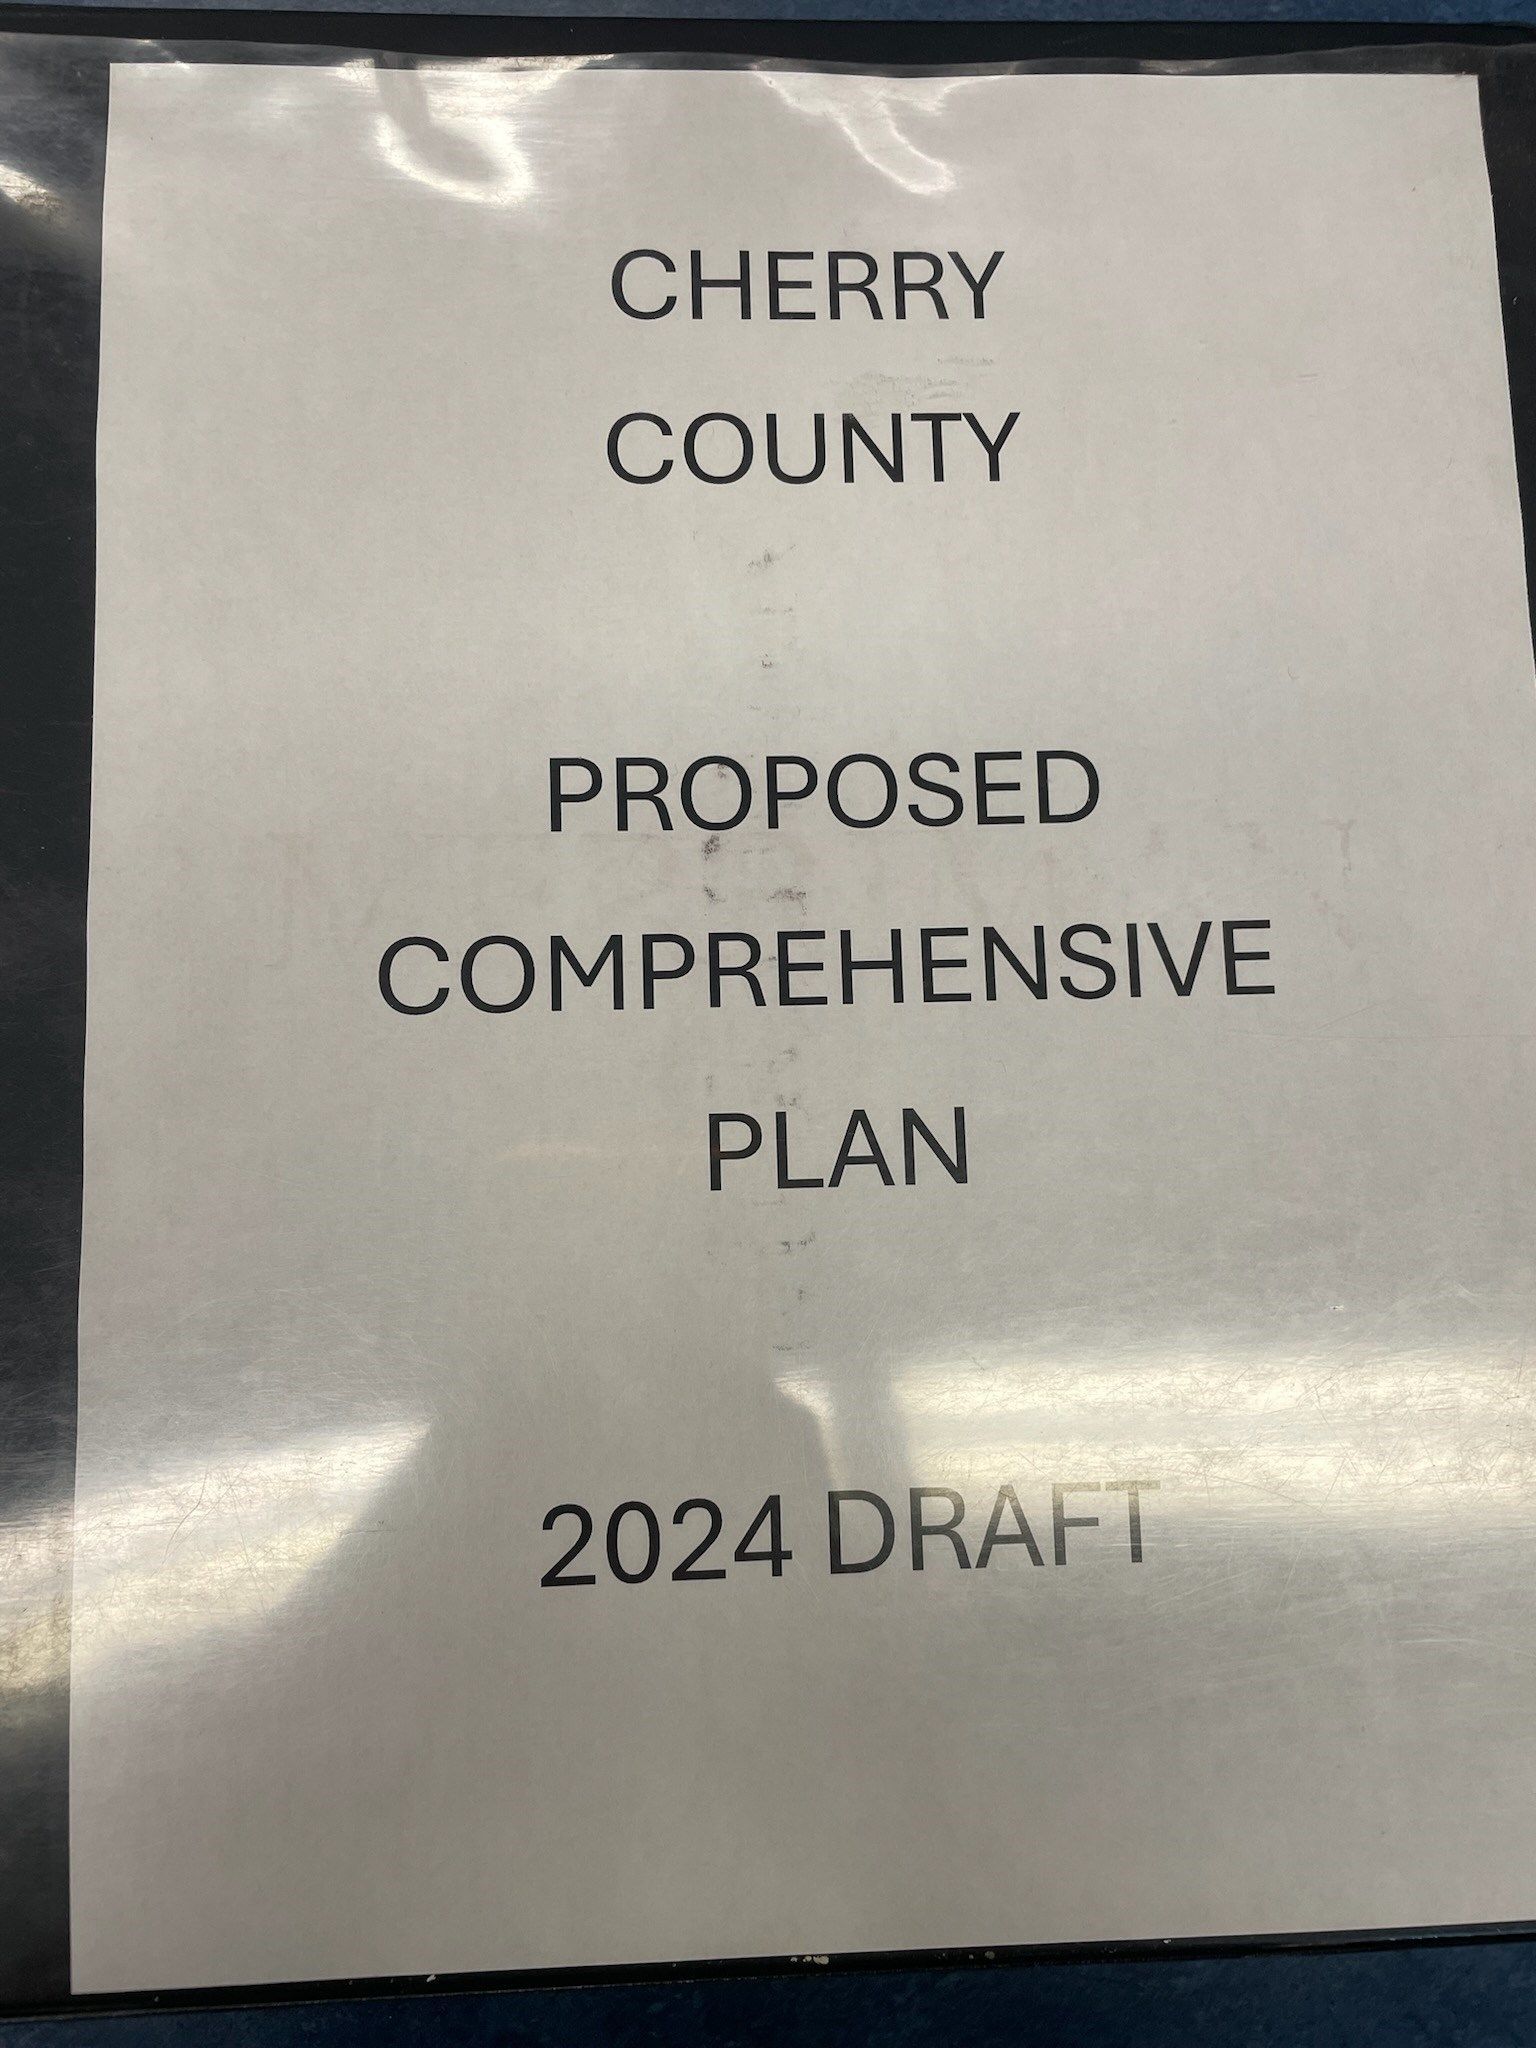 CHERRY
COUNTY
PROPOSED
COMPREHENSIVE
PLAN
2024 DRAFT